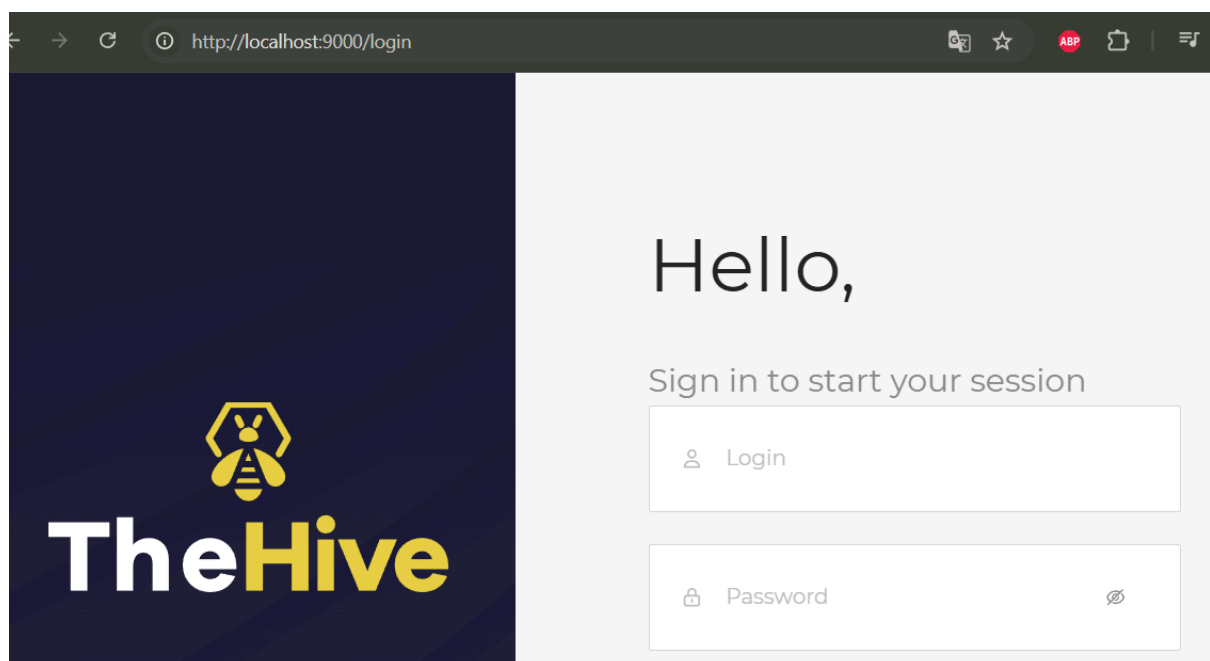 http://localhost:9000/login
ABP
Hello,
Sign in to start your session
Login
TheHive
Password